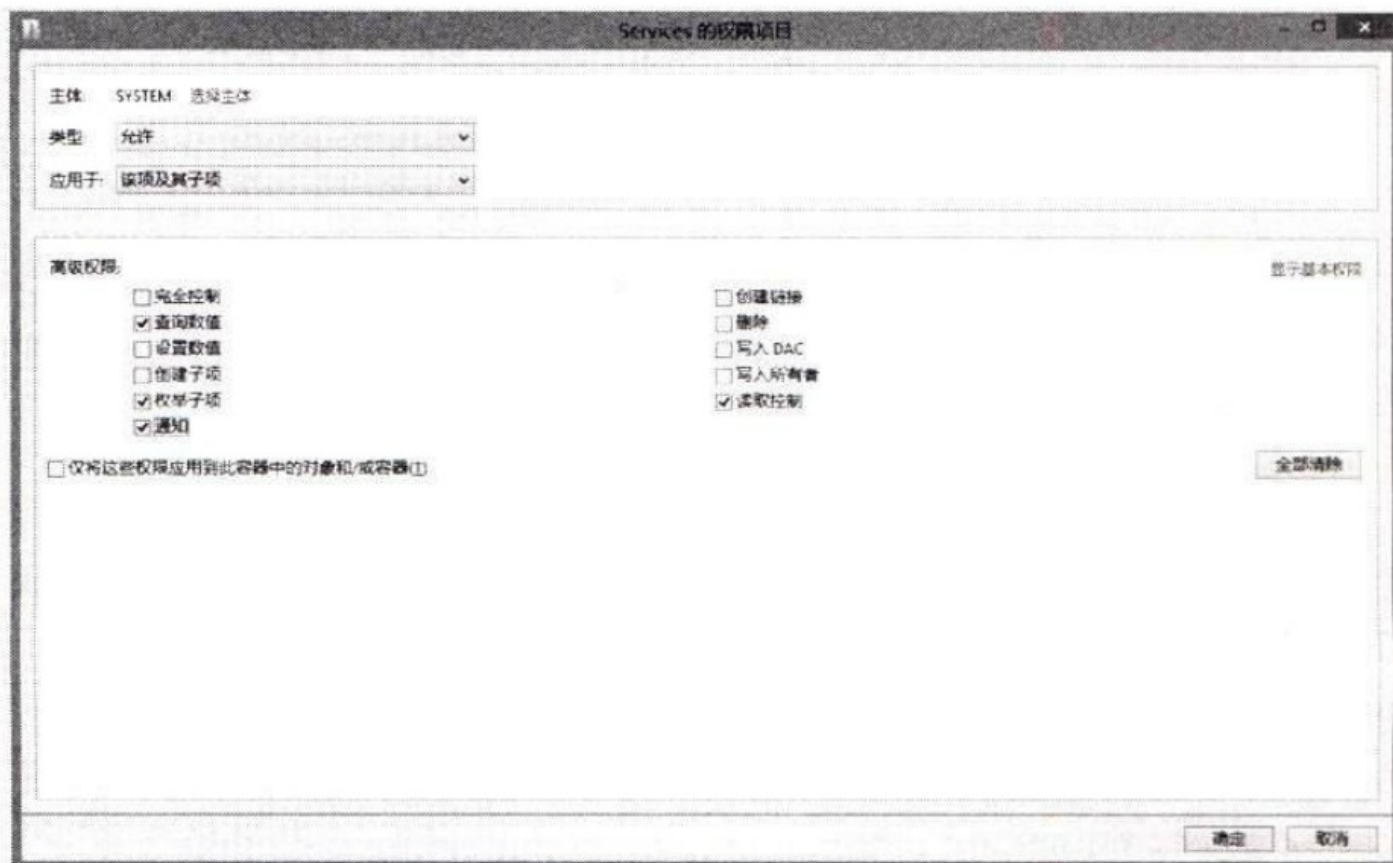 Services 的权限项目
主体: SYSTEM 选择主体
类型: 允许
应用于: 该项及其子项
高级权限:
显示基本权限
完全控制
查询数值
设置数值
创建子项
枚举子项
通知
创建链接
删除
写入 DAC
写入所有者
读取控制
仅将这些权限应用到此容器中的对象和/或容器(T)
全部清除
确定
取消